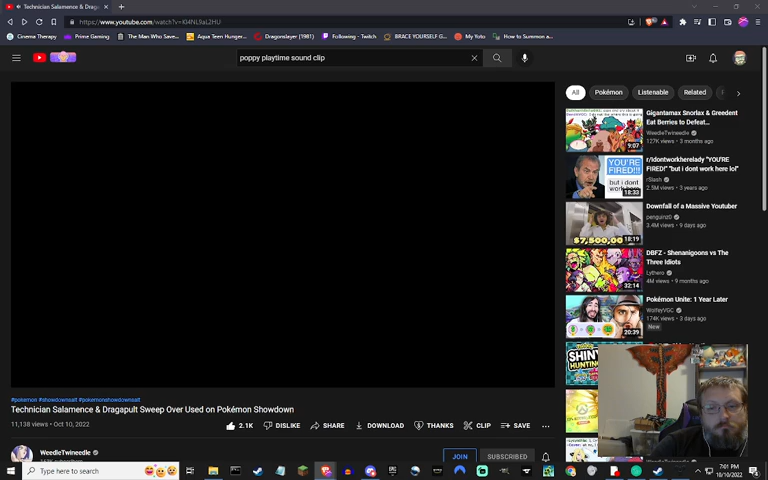 Technician Salamence & Dragap
https://www.youtube.com/watch?v=KI4NL9aLZHU
Cinema Therapy
Prime Gaming
The Man Who Save...
Aqua Teen Hunger...
Dragonslayer (1981)
Following - Twitch
BRACE YOURSELF G...
My Yoto
How to Summon a...
poppy playtime sound clip
All
Pokémon
Listenable
Related
Gigantamax Snorlax & Greedent
Eat Berries to Defeat...
WeedleTwineedle
127K views • 3 months ago
9:07
YOU'RE
FIRED!!!
but i dont
work here
18:33
r/Idontworkherelady "YOU'RE
FIRED!" "but i dont work here lol"
rSlash
2.5M views • 3 years ago
$7,500,00
18:19
Downfall of a Massive Youtuber
penguinz0
3.4M views • 9 days ago
32:14
DBFZ - Shenanigoons vs The
Three Idiots
Lythero
4M views • 9 months ago
20:39
Pokémon Unite: 1 Year Later
WolfeyVGC
174K views • 3 days ago
New
SHINY
HUNTING
#pokemon #showdownsalt #pokemonshowdownsalt
Technician Salamence & Dragapult Sweep Over Used on Pokémon Showdown
11,138 views • Oct 10, 2022
2.1K
DISLIKE
SHARE
DOWNLOAD
THANKS
CLIP
SAVE
WeedleTwineedle
JOIN
SUBSCRIBED
Type here to search
7:01 PM
18/10/2022